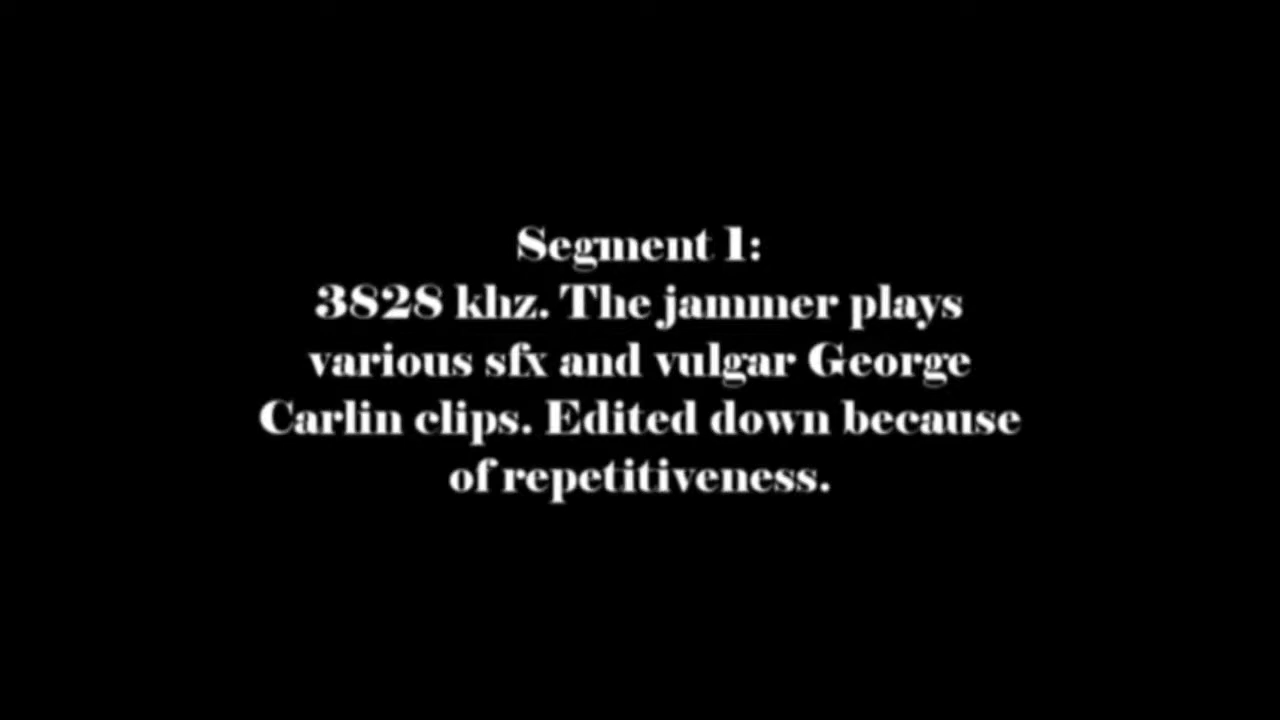 Segment 1:
3828 khz. The jammer plays
various sfx and vulgar George
Carlin clips. Edited down because
of repetitiveness.